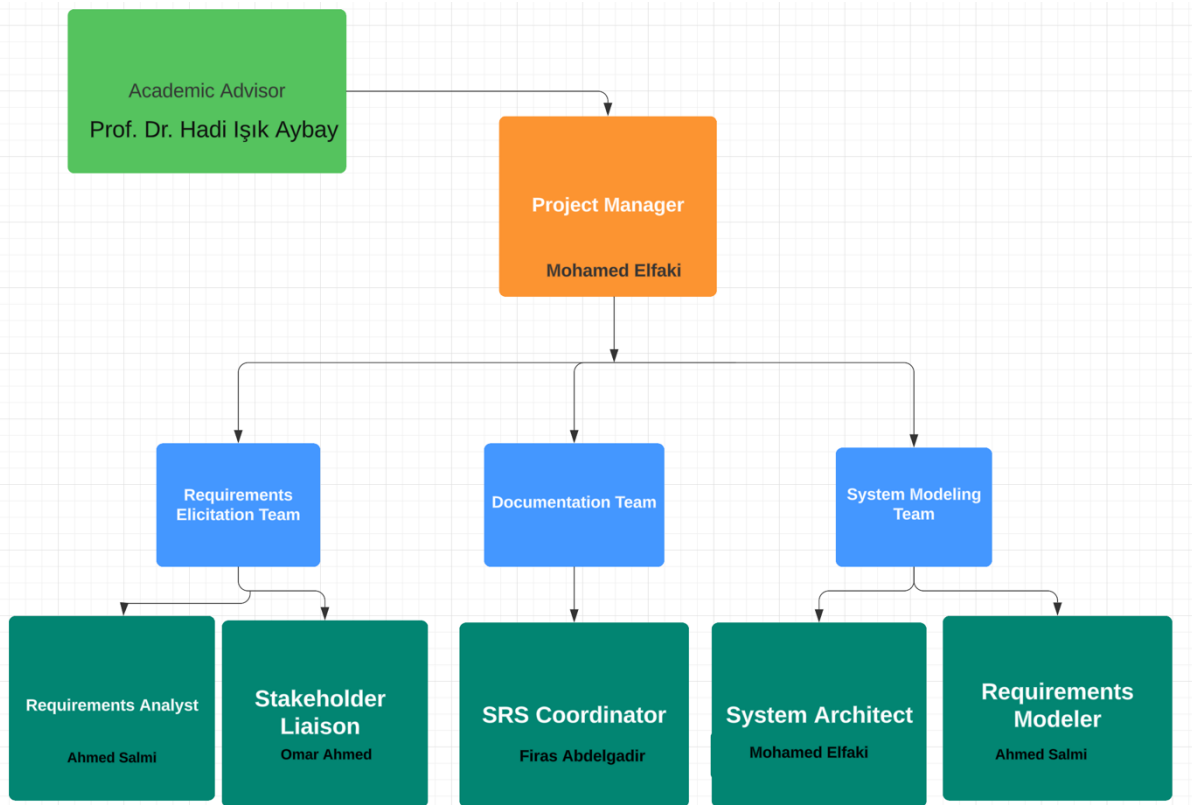 Academic Advisor
Prof. Dr. Hadi Işık Aybay
Project Manager
Mohamed Elfaki
Requirements
Elicitation Team
Documentation Team
System Modeling
Team
Requirements Analyst
Ahmed Salmi
Stakeholder
Liaison
Omar Ahmed
SRS Coordinator
Firas Abdelgadir
System Architect
Mohamed Elfaki
Requirements
Modeler
Ahmed Salmi